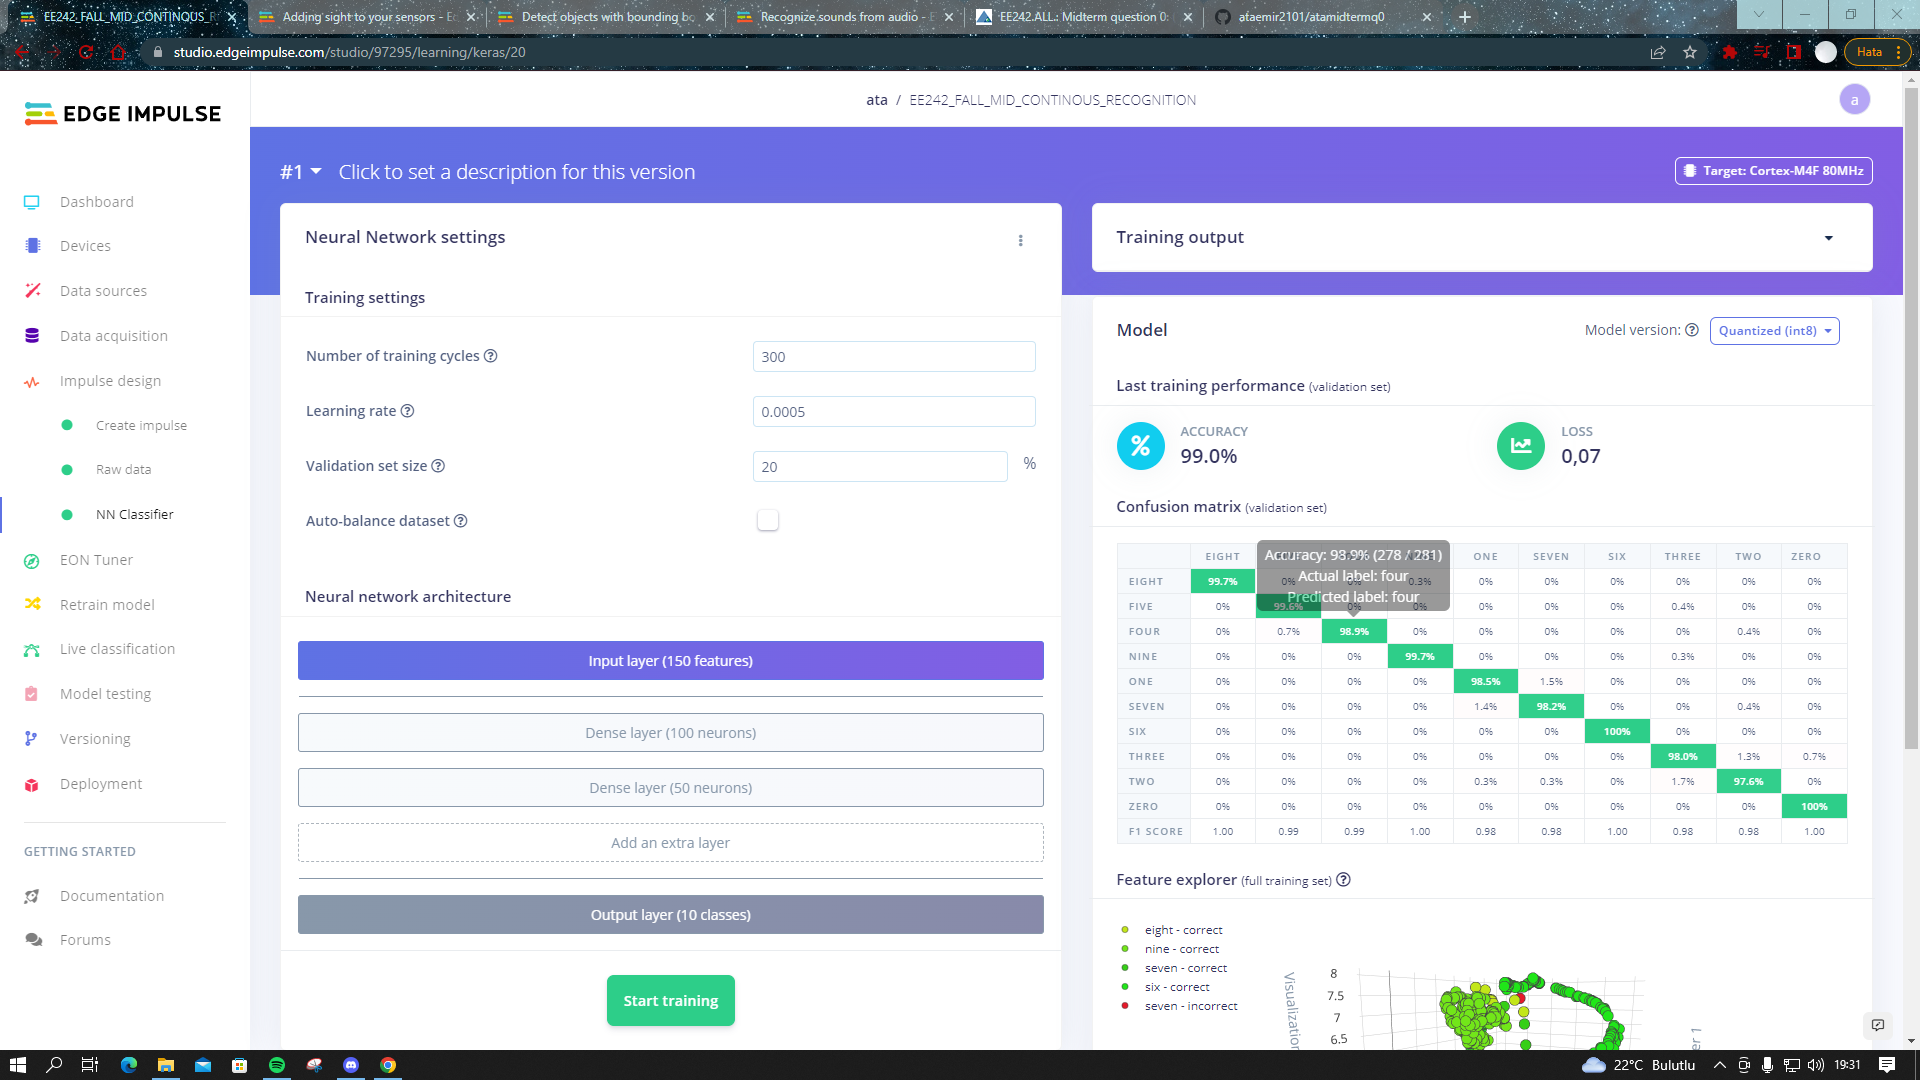 EE242_FALL_MID_CONTINOUS_R
Adding sight to your sensors - Ed
Detect objects with bounding bo
Recognize sounds from audio - E
EE242.ALL.: Midterm question 0:
ataemir2101/atamidtermq0
studio.edgeimpulse.com/studio/97295/learning/keras/20
Hata
EDGE IMPULSE
ata / EE242_FALL_MID_CONTINOUS_RECOGNITION
a
#1 Click to set a description for this version
Target: Cortex-M4F 80MHz
Dashboard
Devices
Data sources
Data acquisition
Impulse design
Create impulse
Raw data
NN Classifier
EON Tuner
Retrain model
Live classification
Model testing
Versioning
Deployment
GETTING STARTED
Documentation
Forums
Neural Network settings
Training settings
Number of training cycles
300
Learning rate
0.0005
Validation set size
20
%
Auto-balance dataset
Neural network architecture
Input layer (150 features)
Dense layer (100 neurons)
Dense layer (50 neurons)
Add an extra layer
Output layer (10 classes)
Start training
Training output
Model
Model version: Quantized (int8)
Last training performance (validation set)
% ACCURACY
99.0%
LOSS
0,07
Confusion matrix (validation set)
EIGHT ONE SEVEN SIX THREE TWO ZERO
Accuracy: 98.9% (278 / 281)
Actual label: four
Predicted label: four
EIGHT 99.7% 0% 0% 0.3% 0% 0% 0% 0% 0% 0%
FIVE 0% 99.6% 0% 0% 0% 0% 0.4% 0% 0%
FOUR 0% 0.7% 98.9% 0% 0% 0% 0% 0% 0.4% 0%
NINE 0% 0% 0% 99.7% 0% 0% 0% 0.3% 0% 0%
ONE 0% 0% 0% 0% 98.5% 1.5% 0% 0% 0% 0%
SEVEN 0% 0% 0% 0% 1.4% 98.2% 0% 0% 0.4% 0%
SIX 0% 0% 0% 0% 0% 0% 100% 0% 0% 0%
THREE 0% 0% 0% 0% 0% 0% 0% 98.0% 1.3% 0.7%
TWO 0% 0% 0% 0% 0.3% 0.3% 0% 1.7% 97.6% 0%
ZERO 0% 0% 0% 0% 0% 0% 0% 0% 0% 100%
F1 SCORE 1.00 0.99 0.99 1.00 0.98 0.98 1.00 0.98 0.98 1.00
Feature explorer (full training set)
eight - correct
nine - correct
seven - correct
six - correct
seven - incorrect
Visualization
8
7.5
7
6.5
er 1
22°C Bulutlu
19:31